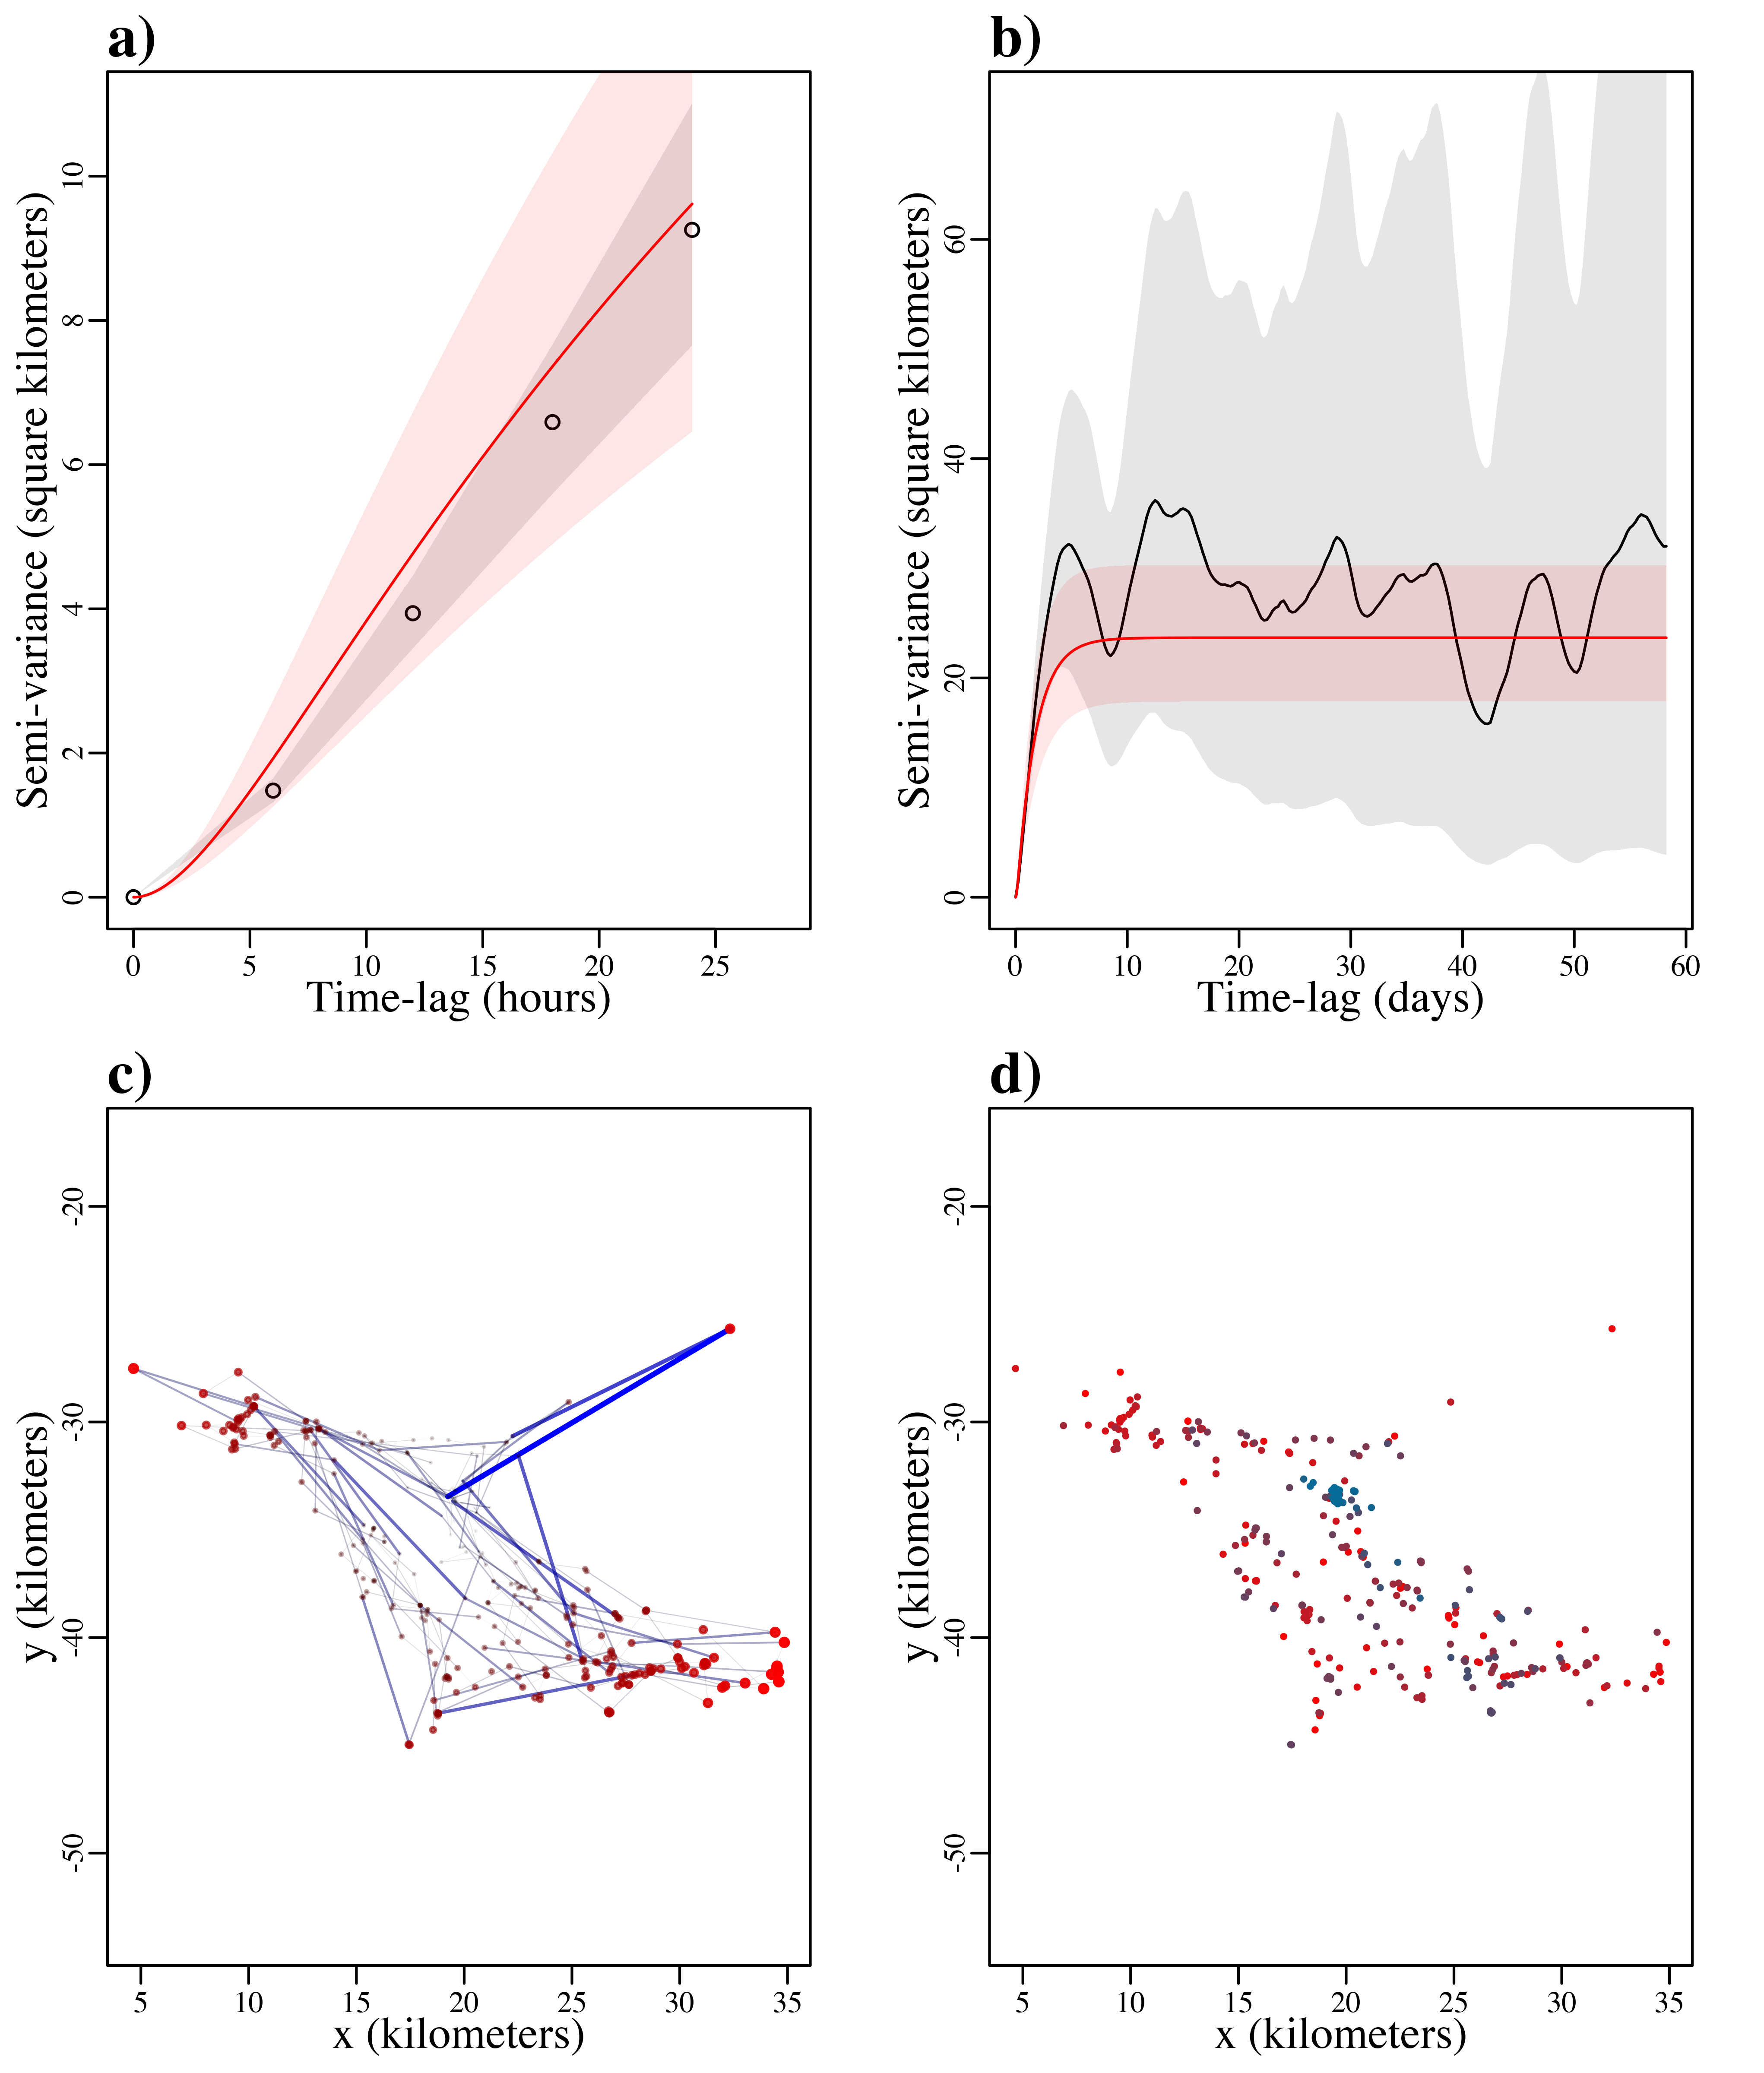 a)
Semi-variance (square kilometers)
0 2 4 6 8 10
0 5 10 15 20 25
Time-lag (hours)
b)
Semi-variance (square kilometers)
0 20 40 60
0 10 20 30 40 50 60
Time-lag (days)
c)
y (kilometers)
-50 -40 -30 -20
5 10 15 20 25 30 35
x (kilometers)
d)
y (kilometers)
-50 -40 -30 -20
5 10 15 20 25 30 35
x (kilometers)